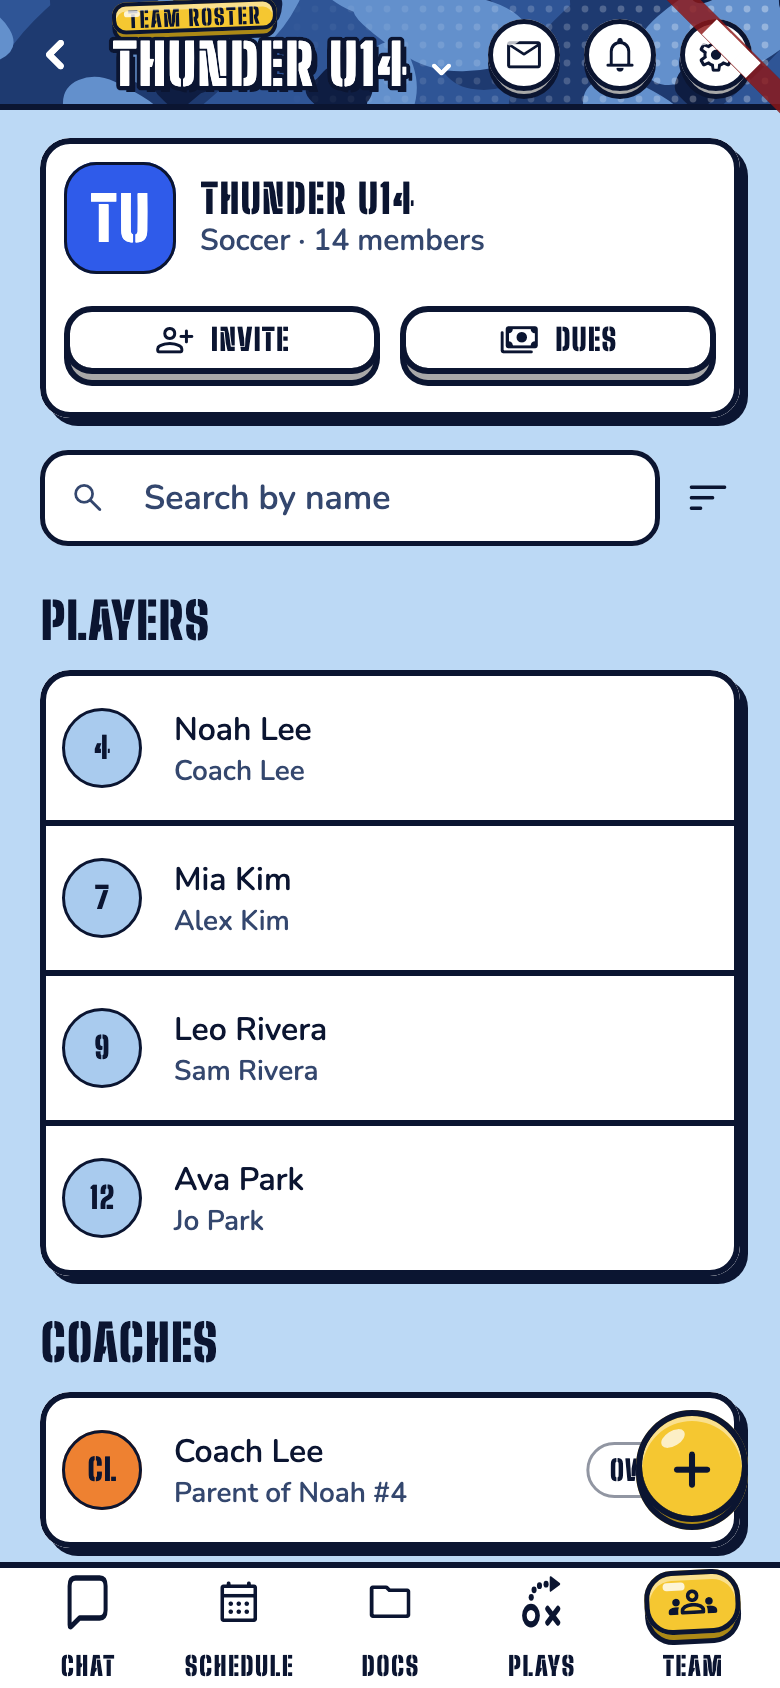 TEAM ROSTER
THUNDER U14
TU
THUNDER U14
Soccer · 14 members
INVITE
DUES
Search by name
PLAYERS
4
Noah Lee
Coach Lee
7
Mia Kim
Alex Kim
9
Leo Rivera
Sam Rivera
12
Ava Park
Jo Park
COACHES
CL
Coach Lee
Parent of Noah #4
CHAT
SCHEDULE
DOCS
PLAYS
TEAM